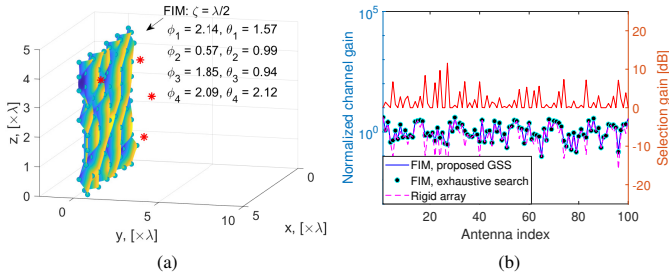 FIM: ζ = λ/2
ϕ1 = 2.14, θ1 = 1.57
ϕ2 = 0.57, θ2 = 0.99
ϕ3 = 1.85, θ3 = 0.94
ϕ4 = 2.09, θ4 = 2.12
5
4
3
2
1
0
z, [×λ]
0
5
10
y, [×λ]
0
5
x, [×λ]
(a)
10^5
10^0
Normalized channel gain
25
20
10
0
-10
-20
Selection gain [dB]
FIM, proposed GSS
FIM, exhaustive search
Rigid array
20 40 60 80 100
Antenna index
(b)